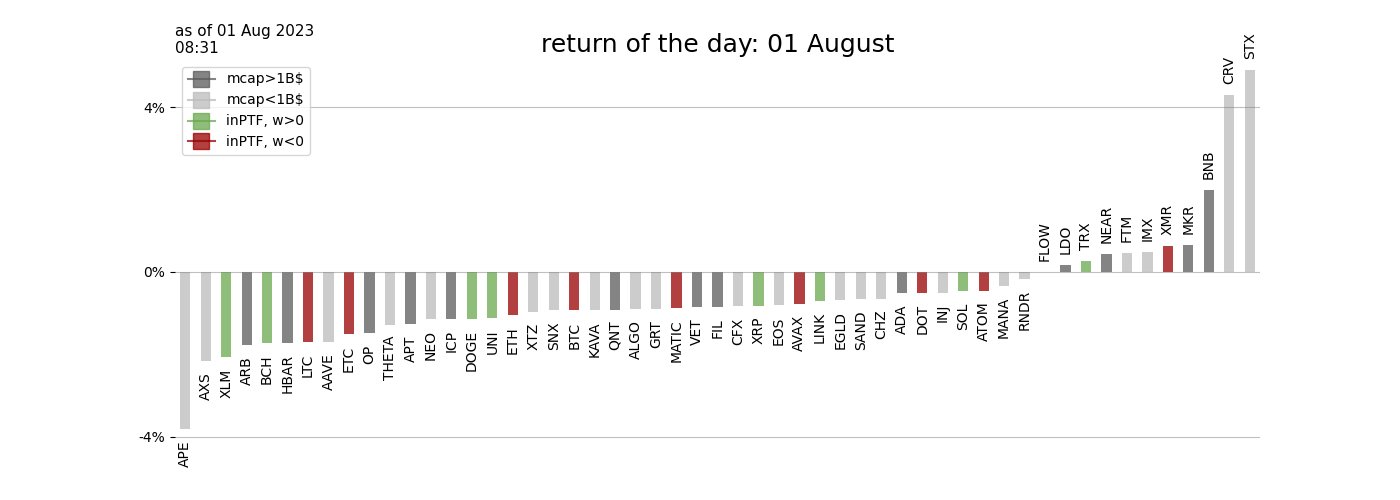 as of 01 Aug 2023
08:31
return of the day: 01 August
mcap>1B$
mcap<1B$
inPTF, w>0
inPTF, w<0
4%
0%
-4%
APE
AXS
XLM
ARB
BCH
HBAR
LTC
AAVE
ETC
OP
THETA
APT
NEO
ICP
DOGE
UNI
ETH
XTZ
SNX
BTC
KAVA
QNT
ALGO
GRT
MATIC
VET
FIL
CFX
XRP
EOS
AVAX
LINK
EGLD
SAND
CHZ
ADA
DOT
INJ
SOL
ATOM
MANA
RNDR
FLOW
LDO
TRX
NEAR
FTM
IMX
XMR
MKR
BNB
CRV
STX